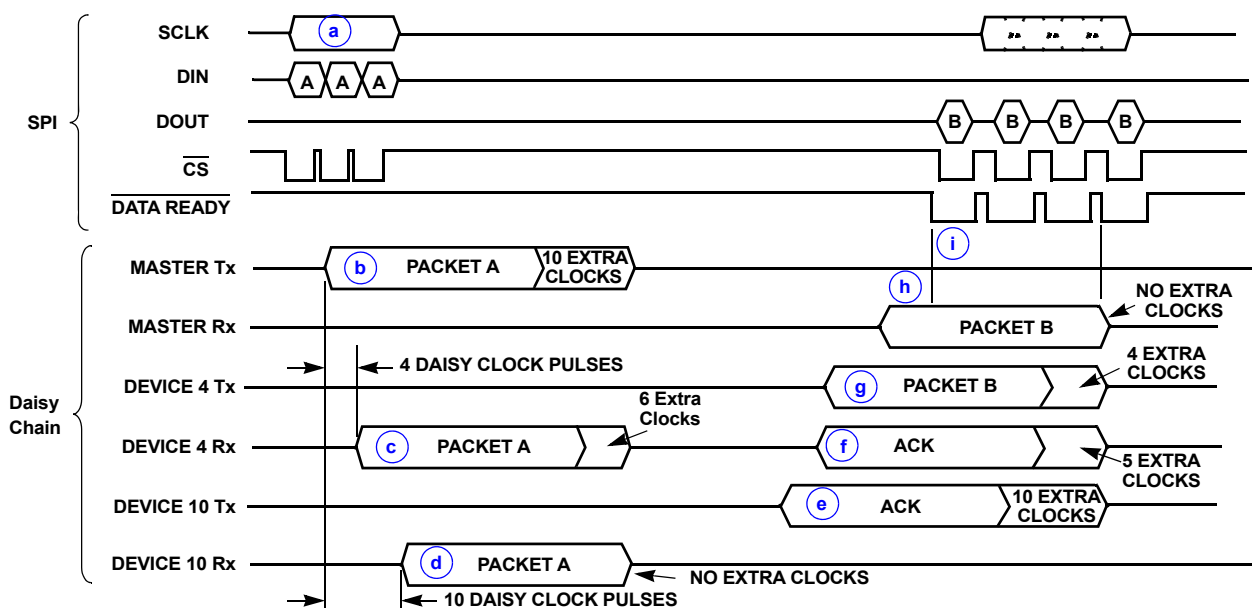 SCLK
a
DIN
A A A
SPI
DOUT
B B B B
CS
DATA READY
i
MASTER Tx
b
PACKET A
10 EXTRA
CLOCKS
h
NO EXTRA
CLOCKS
MASTER Rx
PACKET B
4 DAISY CLOCK PULSES
4 EXTRA
CLOCKS
DEVICE 4 Tx
g
PACKET B
Daisy
Chain
6 Extra
Clocks
DEVICE 4 Rx
c
PACKET A
f
ACK
5 EXTRA
CLOCKS
DEVICE 10 Tx
e
ACK
10 EXTRA
CLOCKS
DEVICE 10 Rx
d
PACKET A
NO EXTRA CLOCKS
10 DAISY CLOCK PULSES